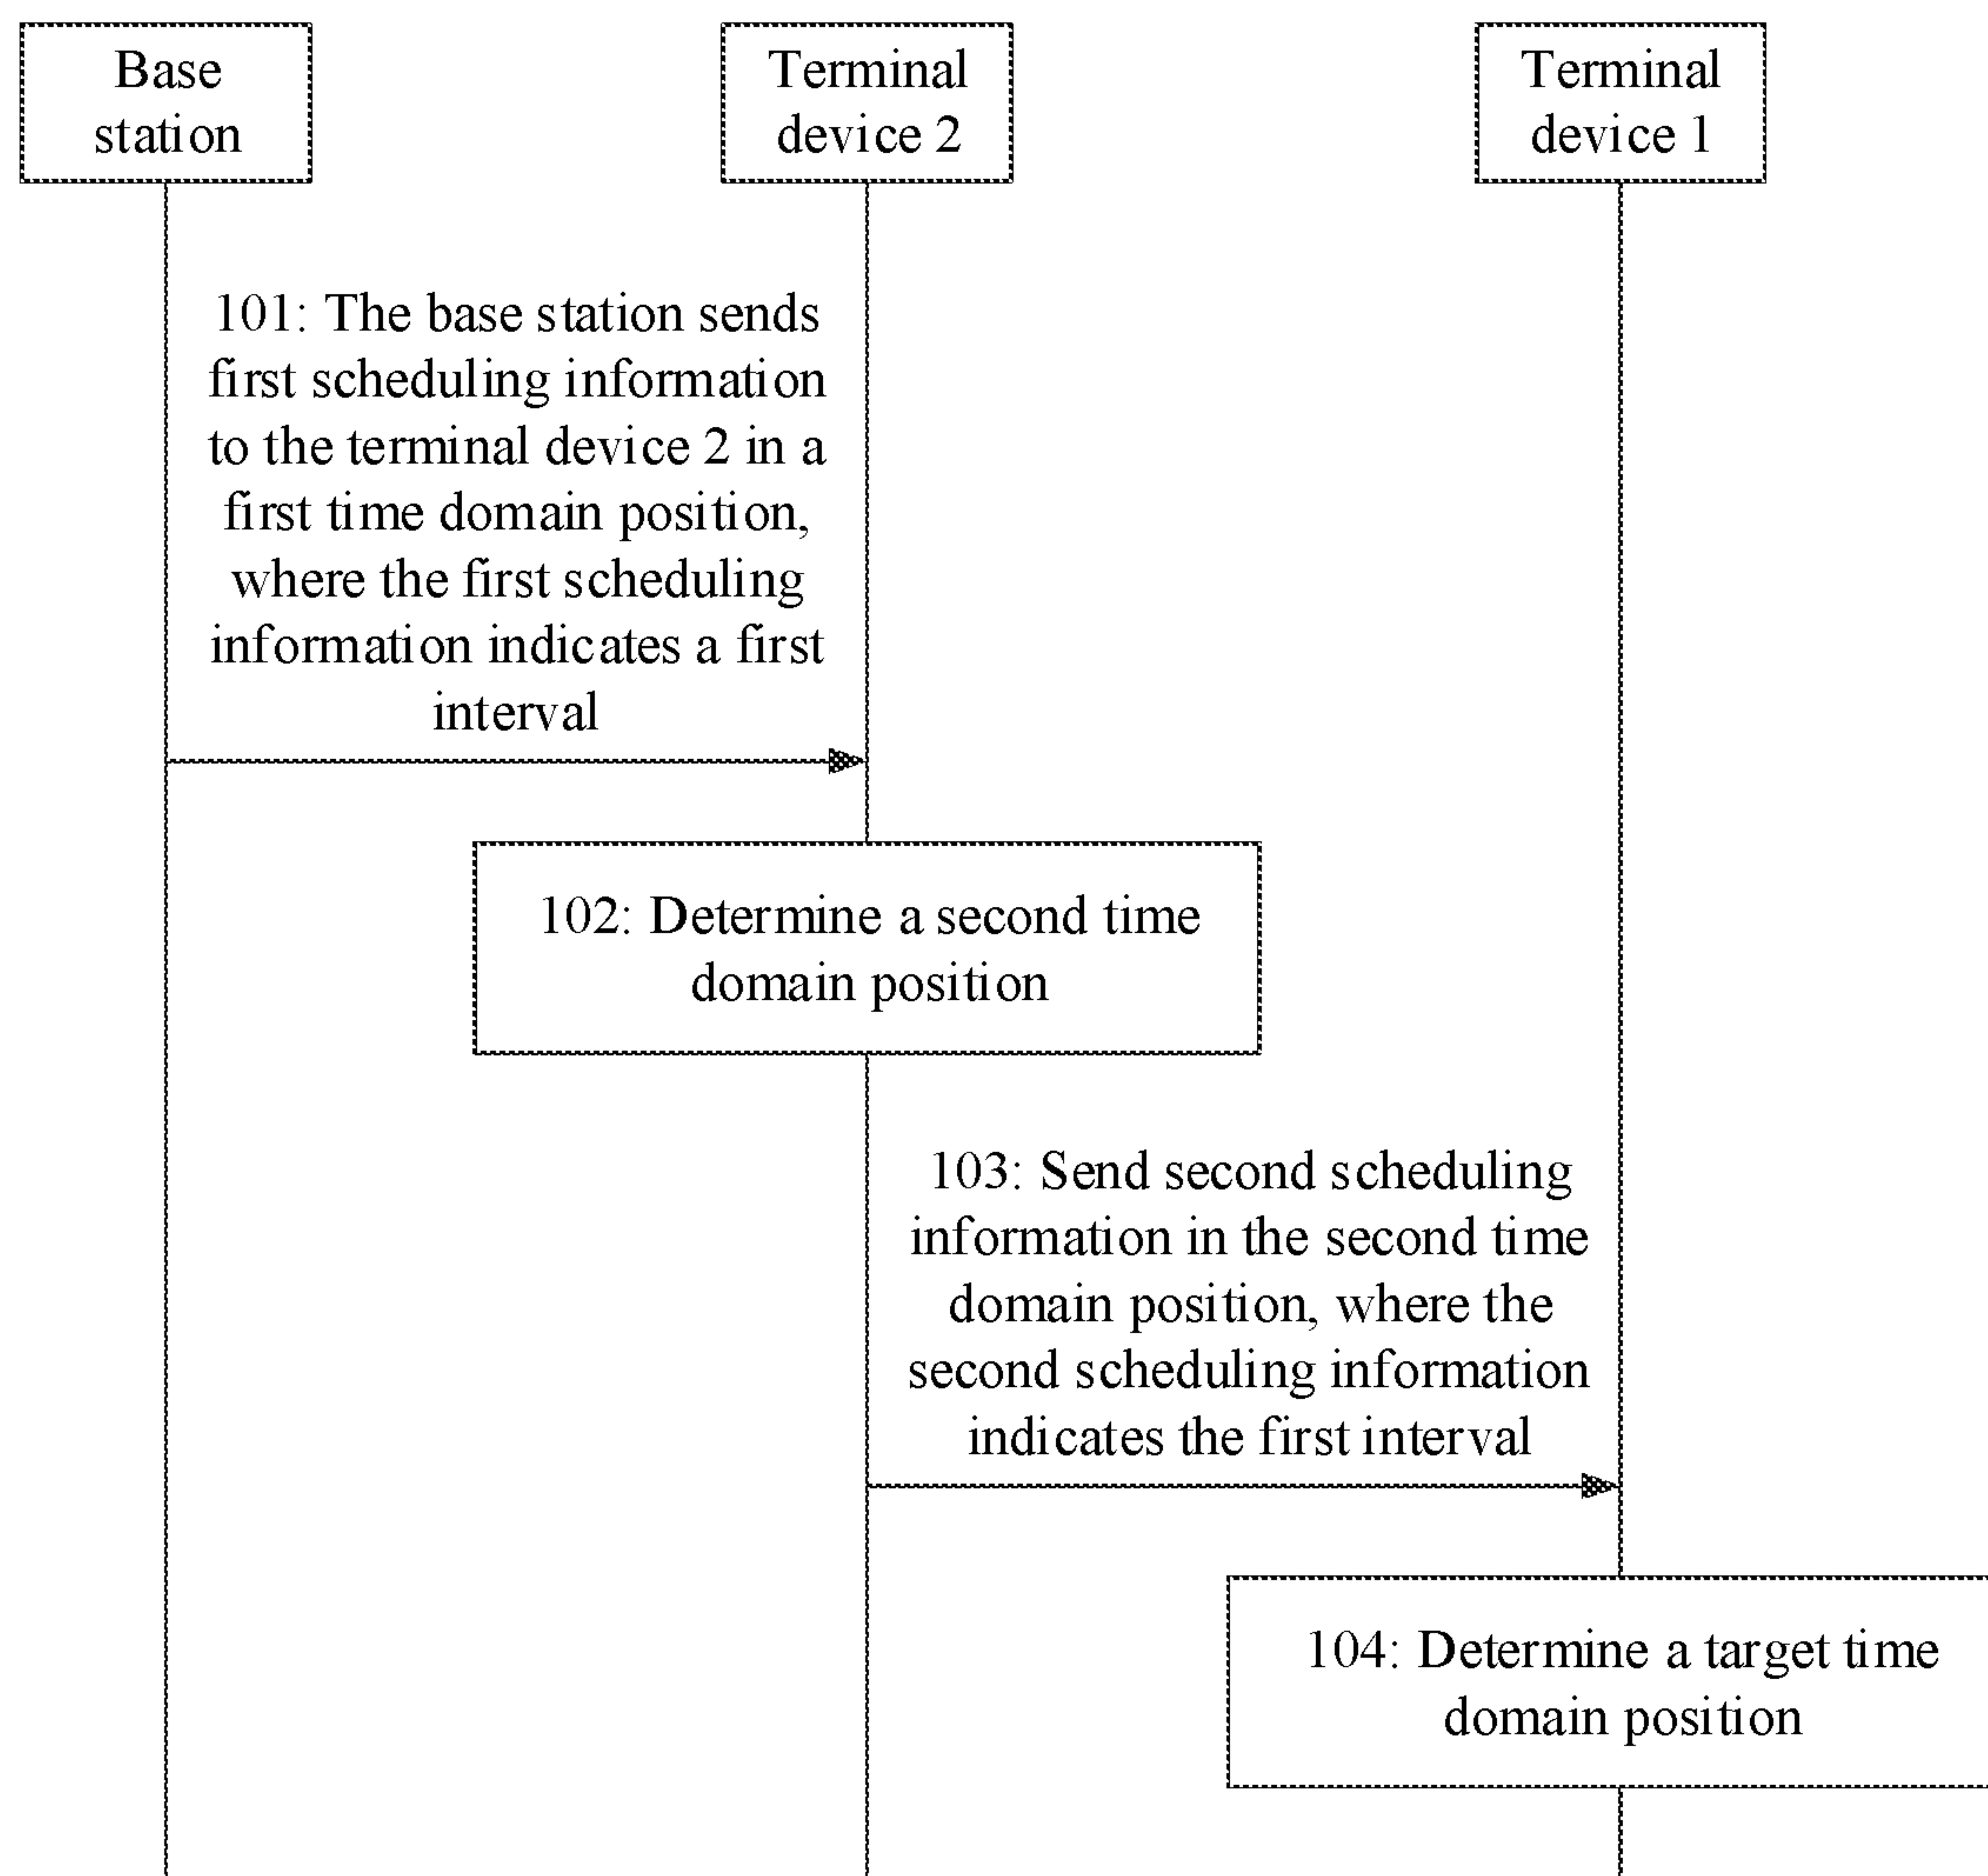 Base
station
Terminal
device 2
Terminal
device 1
101: The base station sends
first scheduling information
to the terminal device 2 in a
first time domain position,
where the first scheduling
information indicates a first
interval
102: Determine a second time
domain position
103: Send second scheduling
information in the second time
domain position, where the
second scheduling information
indicates the first interval
104: Determine a target time
domain position